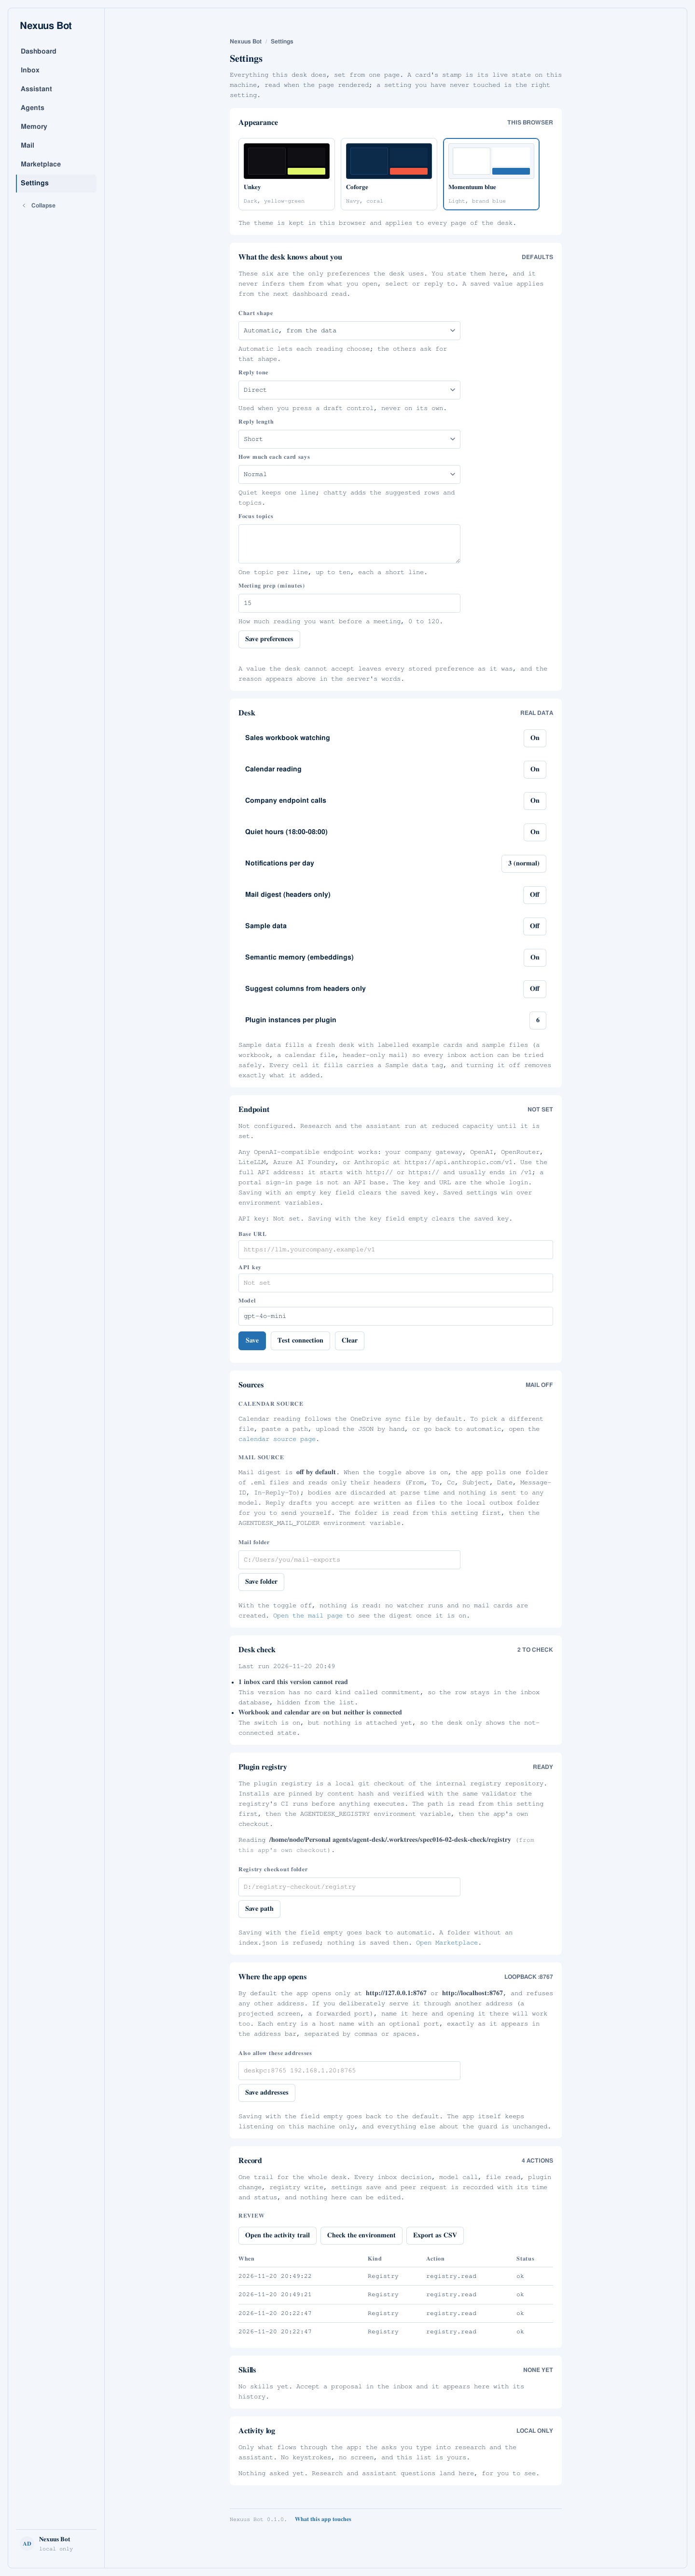 Nexuus Bot
Dashboard
Inbox
Assistant
Agents
Memory
Mail
Marketplace
Settings
Collapse
Nexuus Bot / Settings
Settings
Everything this desk does, set from one page. A card's stamp is its live state on this
machine, read when the page rendered; a setting you have never touched is the right
setting.
Appearance
THIS BROWSER
Unkey
Dark, yellow-green
Coforge
Navy, coral
Momentuum blue
Light, brand blue
The theme is kept in this browser and applies to every page of the desk.
What the desk knows about you
DEFAULTS
These six are the only preferences the desk uses. You state them here, and it
never infers them from what you open, select or reply to. A saved value applies
from the next dashboard read.
Chart shape
Automatic, from the data
Automatic lets each reading choose; the others ask for
that shape.
Reply tone
Direct
Used when you press a draft control, never on its own.
Reply length
Short
How much each card says
Normal
Quiet keeps one line; chatty adds the suggested rows and
topics.
Focus topics
One topic per line, up to ten, each a short line.
Meeting prep (minutes)
15
How much reading you want before a meeting, 0 to 120.
Save preferences
A value the desk cannot accept leaves every stored preference as it was, and the
reason appears above in the server's words.
Desk
REAL DATA
Sales workbook watching
On
Calendar reading
On
Company endpoint calls
On
Quiet hours (18:00-08:00)
On
Notifications per day
3 (normal)
Mail digest (headers only)
Off
Sample data
Off
Semantic memory (embeddings)
On
Suggest columns from headers only
Off
Plugin instances per plugin
6
Sample data fills a fresh desk with labelled example cards and sample files (a
workbook, a calendar file, header-only mail) so every inbox action can be tried
safely. Every cell it fills carries a Sample data tag, and turning it off removes
exactly what it added.
Endpoint
NOT SET
Not configured. Research and the assistant run at reduced capacity until it is
set.
Any OpenAI-compatible endpoint works: your company gateway, OpenAI, OpenRouter,
LiteLLM, Azure AI Foundry, or Anthropic at https://api.anthropic.com/v1. Use the
full API address: it starts with http:// or https:// and usually ends in /v1; a
portal sign-in page is not an API base. The key and URL are the whole login.
Saving with an empty key field clears the saved key. Saved settings win over
environment variables.
API key: Not set. Saving with the key field empty clears the saved key.
Base URL
https://llm.yourcompany.example/v1
API key
Not set
Model
gpt-4o-mini
Save
Test connection
Clear
Sources
MAIL OFF
CALENDAR SOURCE
Calendar reading follows the OneDrive sync file by default. To pick a different
file, paste a path, upload the JSON by hand, or go back to automatic, open the
calendar source page.
MAIL SOURCE
Mail digest is off by default. When the toggle above is on, the app polls one folder
of .eml files and reads only their headers (From, To, Cc, Subject, Date, Message-
ID, In-Reply-To); bodies are discarded at parse time and nothing is sent to any
model. Reply drafts you accept are written as files to the local outbox folder
for you to send yourself. The folder is read from this setting first, then the
AGENTDESK_MAIL_FOLDER environment variable.
Mail folder
C:/Users/you/mail-exports
Save folder
With the toggle off, nothing is read: no watcher runs and no mail cards are
created. Open the mail page to see the digest once it is on.
Desk check
2 TO CHECK
Last run 2026-11-20 20:49
1 inbox card this version cannot read
This version has no card kind called commitment, so the row stays in the inbox
database, hidden from the list.
Workbook and calendar are on but neither is connected
The switch is on, but nothing is attached yet, so the desk only shows the not-
connected state.
Plugin registry
READY
The plugin registry is a local git checkout of the internal registry repository.
Installs are pinned by content hash and verified with the same validator the
registry's CI runs before anything executes. The path is read from this setting
first, then the AGENTDESK_REGISTRY environment variable, then the app's own
checkout.
Reading /home/node/Personal agents/agent-desk/.worktrees/spec016-02-desk-check/registry (from
this app's own checkout).
Registry checkout folder
D:/registry-checkout/registry
Save path
Saving with the field empty goes back to automatic. A folder without an
index.json is refused; nothing is saved then. Open Marketplace.
Where the app opens
LOOPBACK :8767
By default the app opens only at http://127.0.0.1:8767 or http://localhost:8767, and refuses
any other address. If you deliberately serve it through another address (a
projected screen, a forwarded port), name it here and opening it there will work
too. Each entry is a host name with an optional port, exactly as it appears in
the address bar, separated by commas or spaces.
Also allow these addresses
deskpc:8765 192.168.1.20:8765
Save addresses
Saving with the field empty goes back to the default. The app itself keeps
listening on this machine only, and everything else about the guard is unchanged.
Record
4 ACTIONS
One trail for the whole desk. Every inbox decision, model call, file read, plugin
change, registry write, settings save and peer request is recorded with its time
and status, and nothing here can be edited.
REVIEW
Open the activity trail
Check the environment
Export as CSV
When Kind Action Status
2026-11-20 20:49:22 Registry registry.read ok
2026-11-20 20:49:21 Registry registry.read ok
2026-11-20 20:22:47 Registry registry.read ok
2026-11-20 20:22:47 Registry registry.read ok
Skills
NONE YET
No skills yet. Accept a proposal in the inbox and it appears here with its
history.
Activity log
LOCAL ONLY
Only what flows through the app: the asks you type into research and the
assistant. No keystrokes, no screen, and this list is yours.
Nothing asked yet. Research and assistant questions land here, for you to see.
Nexuus Bot 0.1.0. What this app touches
AD
Nexuus Bot
local only